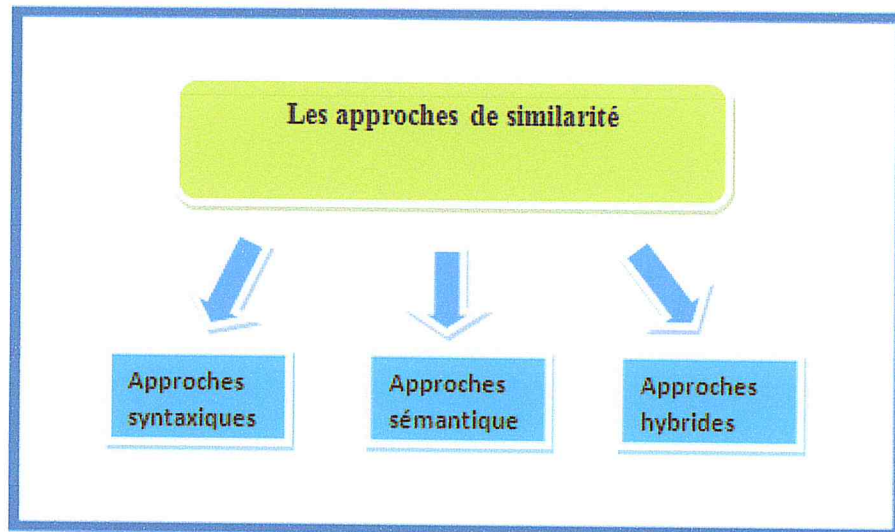 Les approches de similarité
Approches
syntaxiques
Approches
sémantique
Approches
hybrides